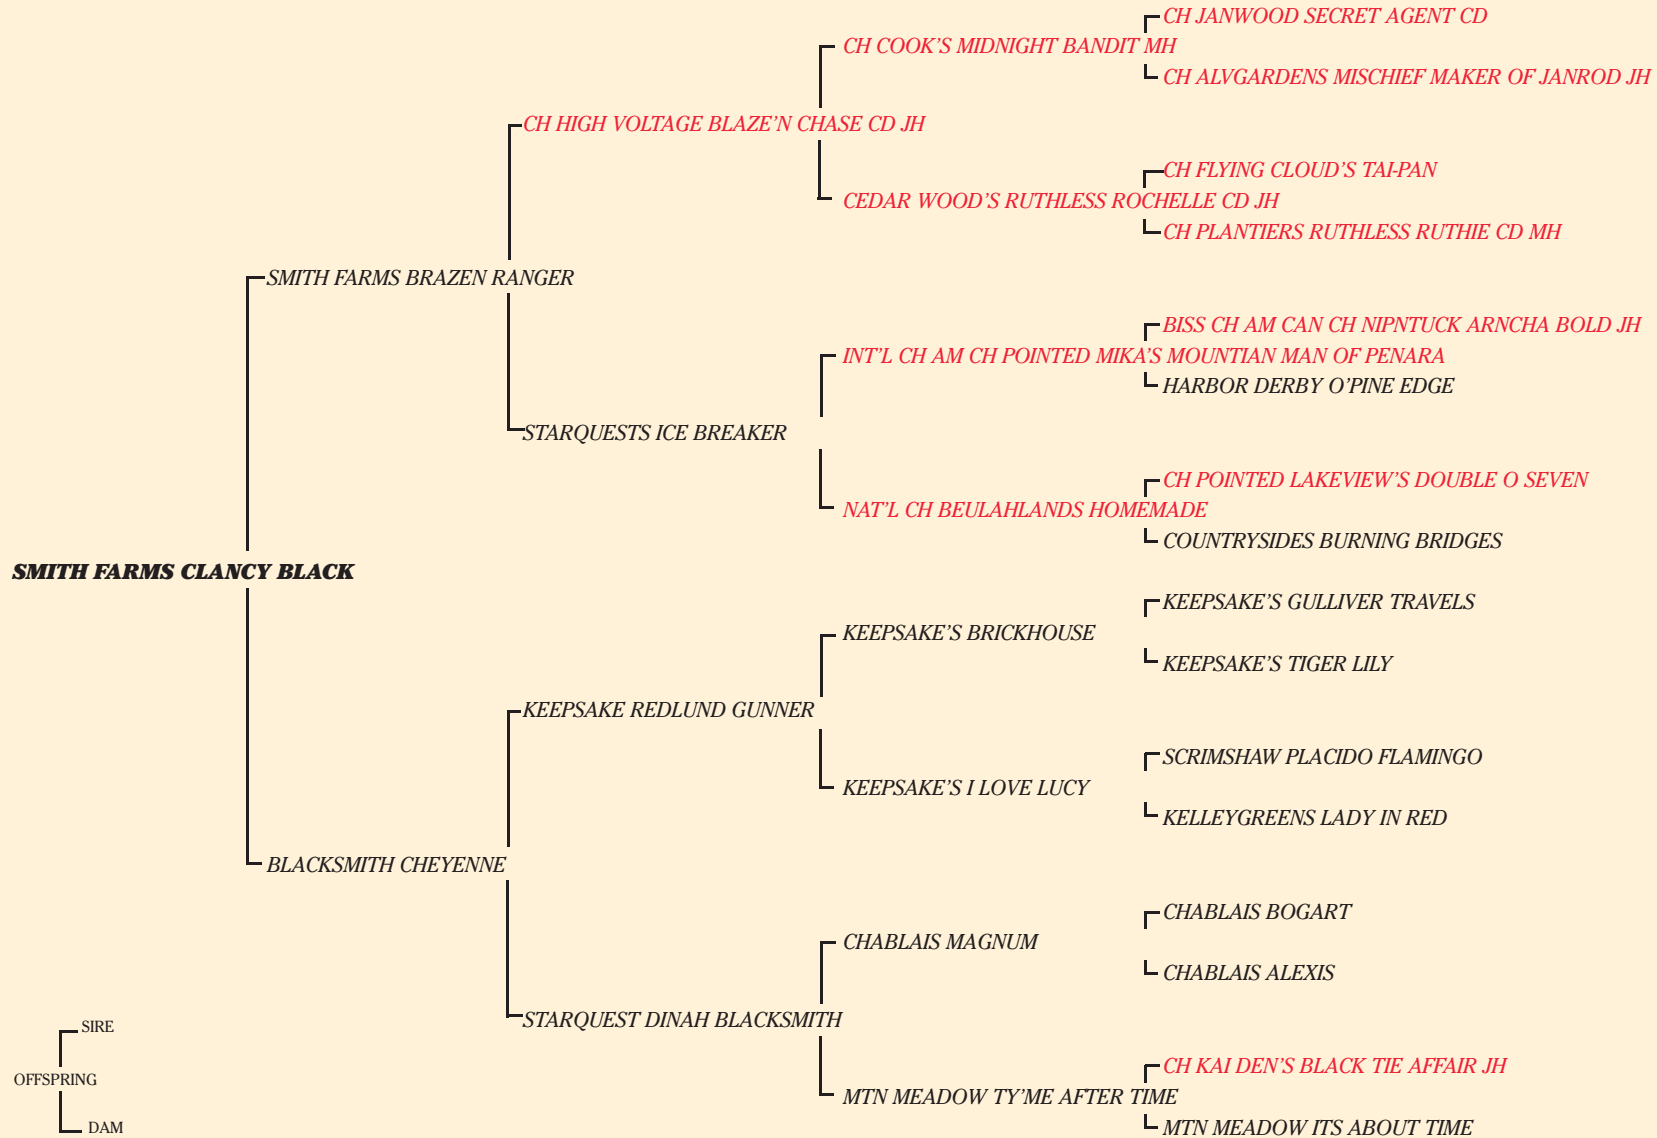 CH JANWOOD SECRET AGENT CD
CH COOK'S MIDNIGHT BANDIT MH
CH ALVGARDENS MISCHIEF MAKER OF JANROD JH
CH HIGH VOLTAGE BLAZE'N CHASE CD JH
CH FLYING CLOUD'S TAI-PAN
CEDAR WOOD'S RUTHLESS ROCHELLE CD JH
CH PLANTIERS RUTHLESS RUTHIE CD MH
SMITH FARMS BRAZEN RANGER
BISS CH AM CAN CH NIPNTUCK ARNCHA BOLD JH
INT'L CH AM CH POINTED MIKA'S MOUNTIAN MAN OF PENARA
HARBOR DERBY O'PINE EDGE
STARQUESTS ICE BREAKER
CH POINTED LAKEVIEW'S DOUBLE O SEVEN
NAT'L CH BEULAHLANDS HOMEMADE
COUNTRYSIDES BURNING BRIDGES
SMITH FARMS CLANCY BLACK
KEEPSAKE'S GULLIVER TRAVELS
KEEPSAKE'S BRICKHOUSE
KEEPSAKE'S TIGER LILY
KEEPSAKE REDLUND GUNNER
SCRIMSHAW PLACIDO FLAMINGO
KEEPSAKE'S I LOVE LUCY
KELLEYGREENS LADY IN RED
BLACKSMITH CHEYENNE
CHABLAIS BOGART
CHABLAIS MAGNUM
CHABLAIS ALEXIS
STARQUEST DINAH BLACKSMITH
CH KAI DEN'S BLACK TIE AFFAIR JH
MTN MEADOW TY'ME AFTER TIME
MTN MEADOW ITS ABOUT TIME
SIRE
OFFSPRING
DAM